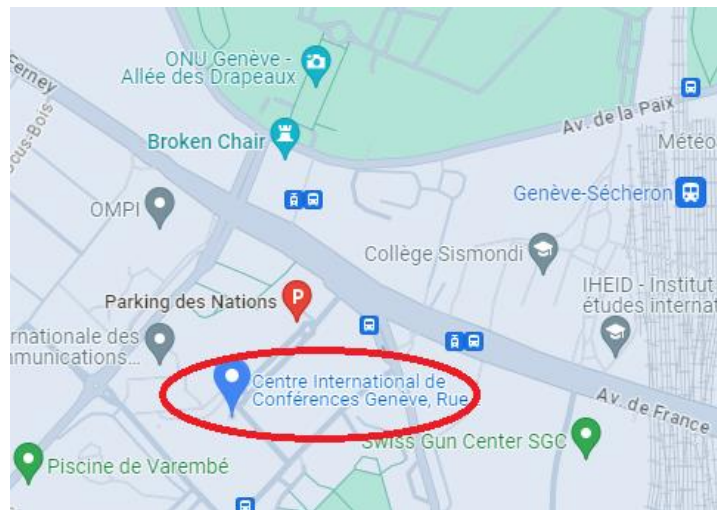 ONU Genève -
Allée des Drapeaux
Ferney
Av. de la Paix
Broken Chair
Météo
Genève-Sécheron
OMPI
Collège Sismondi
IHEID - Institut
études internat
Parking des Nations
P
rnationale des
mmunications...
Centre International de
Conférences Genève, Rue
Av. de France
Swiss Gun Center SGC
Piscine de Varembé